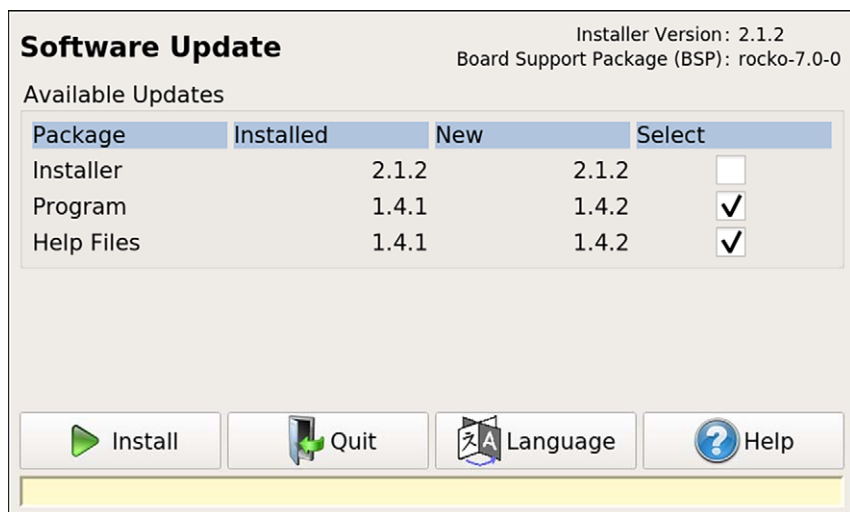 Software Update
Installer Version: 2.1.2
Board Support Package (BSP): rocko-7.0-0
Available Updates
Package Installed New Select
Installer 2.1.2 2.1.2
Program 1.4.1 1.4.2
Help Files 1.4.1 1.4.2
Install Quit え A Language ? Help